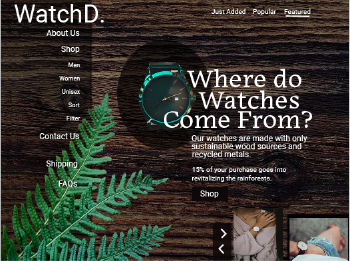 WatchD.
Just Added Popular Featured
About Us
Shop
Men
Women
Unisex
Sort
Filter
Contact Us
Shipping
FAQs
Where do
Watches
Come From?
Our watches are made with only
sustainable wood sources and
recycled metals.
15% of your purchase goes into
revitalizing the rainforests.
Shop